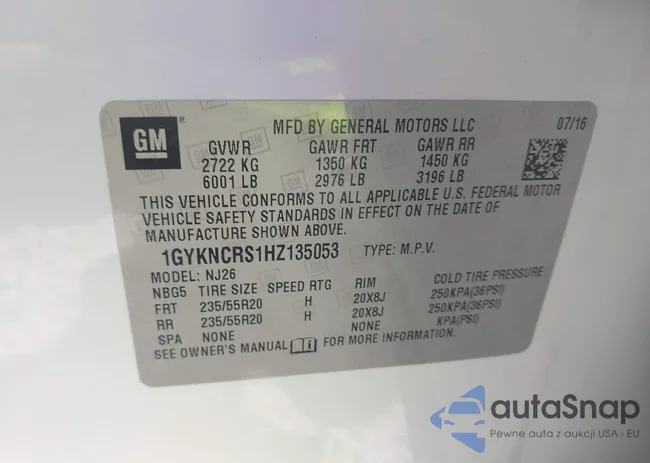 GM
MFD BY GENERAL MOTORS LLC 07/16
GVWR GAWR FRT GAWR RR
2722 KG 1350 KG 1450 KG
6001 LB 2976 LB 3196 LB
THIS VEHICLE CONFORMS TO ALL APPLICABLE U.S. FEDERAL MOTOR
VEHICLE SAFETY STANDARDS IN EFFECT ON THE DATE OF
MANUFACTURE SHOWN ABOVE.
1GYKNCRS1HZ135053 TYPE: M.P.V.
MODEL: NJ26
NBG5 TIRE SIZE SPEED RTG RIM COLD TIRE PRESSURE
FRT 235/55R20 H 20X8J 250KPA(36PSI)
RR 235/55R20 H 20X8J 250KPA(36PSI)
SPA NONE NONE KPA(PSI)
SEE OWNER'S MANUAL i FOR MORE INFORMATION.
autaSnap
Pewne auta z aukcji USA i EU